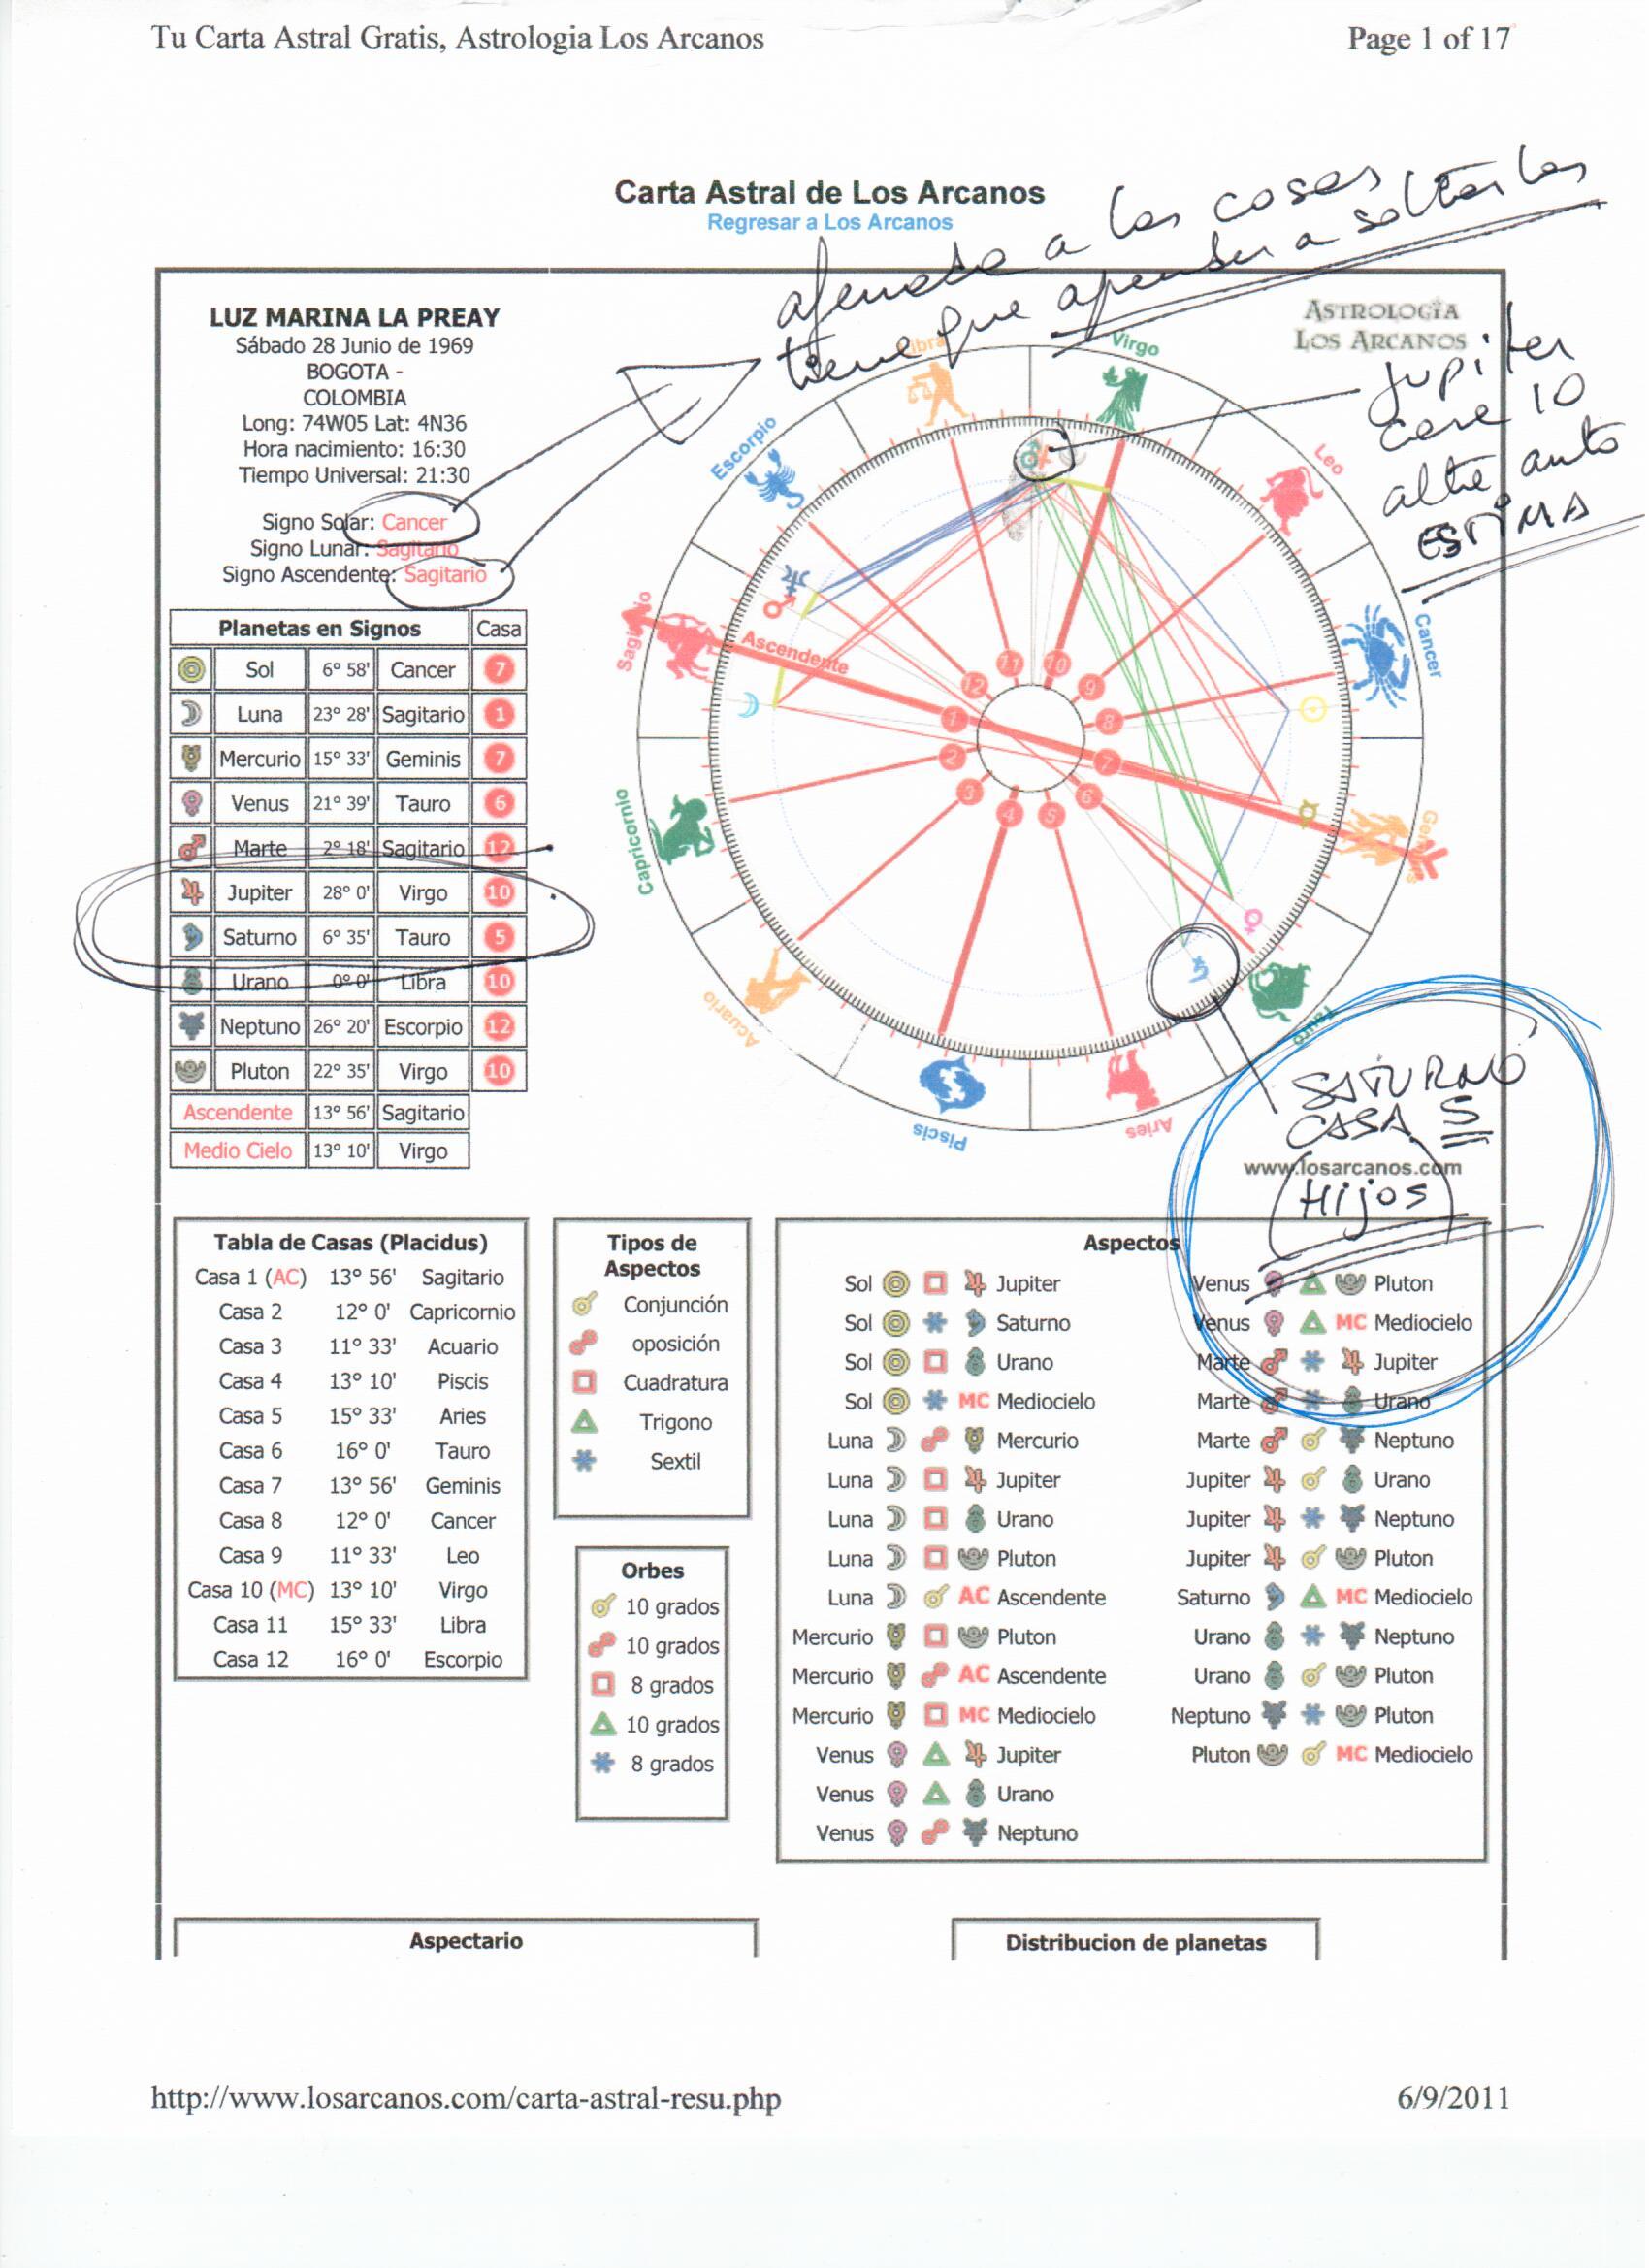 Tu Carta Astral Gratis, Astrologia Los Arcanos
Page 1 of 17
Carta Astral de Los Arcanos
Regresar a Los Arcanos
a las cosas
tiene que aprender a soltarlas
LUZ MARINA LA PREAY
Sábado 28 Junio de 1969
BOGOTA -
COLOMBIA
Long: 74W05 Lat: 4N36
Hora nacimiento: 16:30
Tiempo Universal: 21:30
Signo Solar: Cancer
Signo Lunar: Sagitario
Signo Ascendente: Sagitario
ASTROLOGÍA
LOS ARCANOS
Jupiter
casa 10
alta auto
ESTIMA
Planetas en Signos Casa
Sol 6° 58' Cancer 7
Luna 23° 28' Sagitario 1
Mercurio 15° 33' Geminis 7
Venus 21° 39' Tauro 6
Marte 2° 18' Sagitario 12
Jupiter 28° 0' Virgo 10
Saturno 6° 35' Tauro 5
Urano 0° 0' Libra 10
Neptuno 26° 20' Escorpio 12
Pluton 22° 35' Virgo 10
Ascendente 13° 56' Sagitario
Medio Cielo 13° 10' Virgo
Libra
Virgo
Escorpio
Leo
Sagitario
Ascendente
Cancer
Capricornio
Geminis
Acuario
Tauro
Piscis
Aries
11 10
12 9
1 8
2 7
3 6
4 5
SATURNO
CASA 5
www.losarcanos.com
Hijos
Tabla de Casas (Placidus)
Casa 1 (AC) 13° 56' Sagitario
Casa 2 12° 0' Capricornio
Casa 3 11° 33' Acuario
Casa 4 13° 10' Piscis
Casa 5 15° 33' Aries
Casa 6 16° 0' Tauro
Casa 7 13° 56' Geminis
Casa 8 12° 0' Cancer
Casa 9 11° 33' Leo
Casa 10 (MC) 13° 10' Virgo
Casa 11 15° 33' Libra
Casa 12 16° 0' Escorpio
Tipos de
Aspectos
Conjunción
oposición
Cuadratura
Trigono
Sextil
Orbes
10 grados
10 grados
8 grados
10 grados
8 grados
Aspectos
Sol Jupiter
Sol Saturno
Sol Urano
Sol MC Mediocielo
Luna Mercurio
Luna Jupiter
Luna Urano
Luna Pluton
Luna AC Ascendente
Mercurio Pluton
Mercurio AC Ascendente
Mercurio MC Mediocielo
Venus Jupiter
Venus Urano
Venus Neptuno
Venus Pluton
Venus MC Mediocielo
Marte Jupiter
Marte Urano
Marte Neptuno
Jupiter Urano
Jupiter Neptuno
Jupiter Pluton
Saturno MC Mediocielo
Urano Neptuno
Urano Pluton
Neptuno Pluton
Pluton MC Mediocielo
Aspectario
Distribucion de planetas
http://www.losarcanos.com/carta-astral-resu.php
6/9/2011